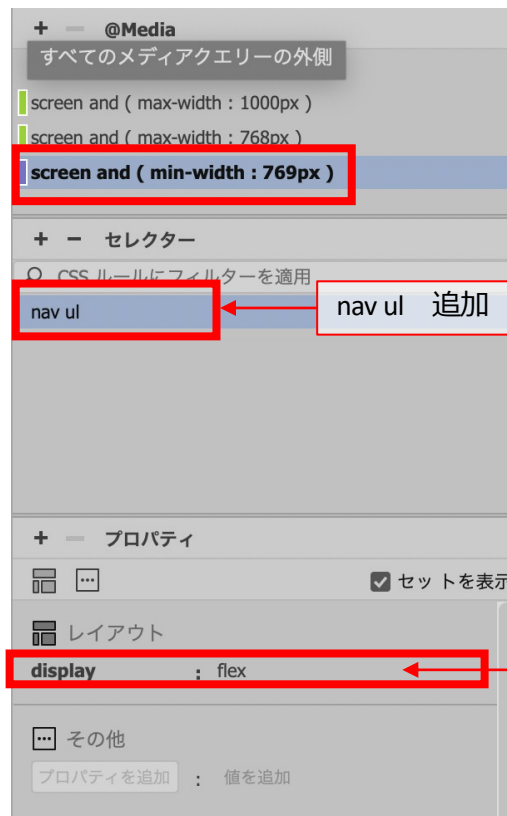 + − @Media
すべてのメディアクエリーの外側
screen and ( max-width : 1000px )
screen and ( max-width : 768px )
screen and ( min-width : 769px )
+ − セレクター
CSS ルールにフィルターを適用
nav ul
nav ul　追加
+ − プロパティ
セットを表示
レイアウト
display : flex
その他
プロパティを追加 : 値を追加